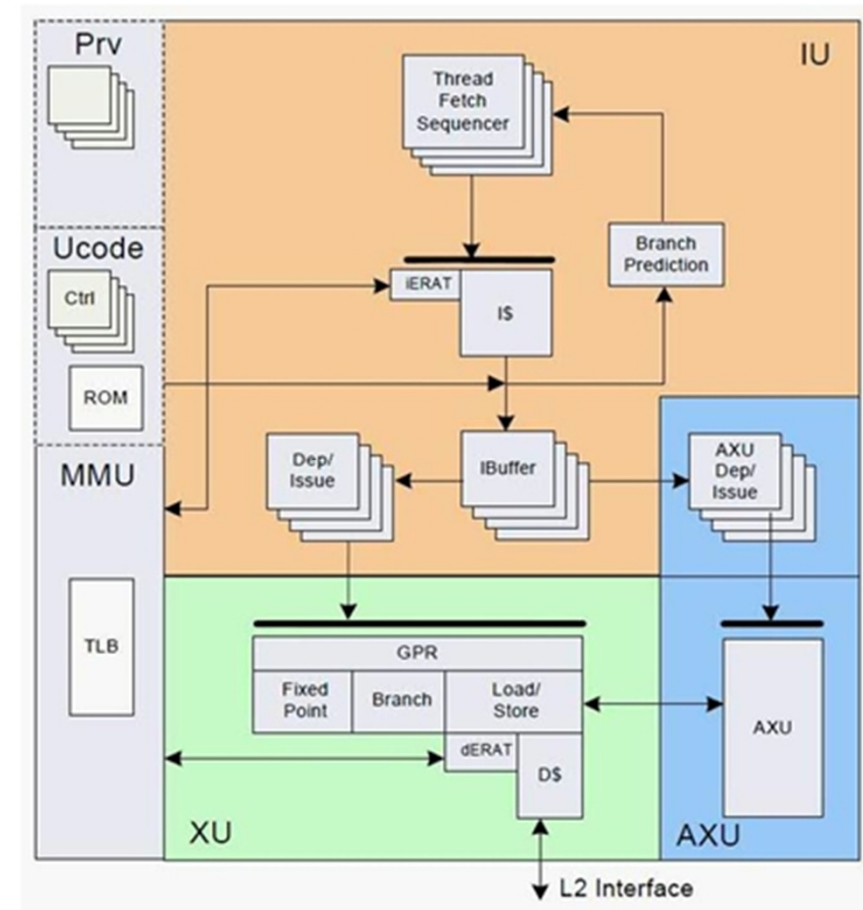 Prv
IU
Thread
Fetch
Sequencer
Ucode
Ctrl
Branch
Prediction
iERAT
I$
ROM
MMU
Dep/
Issue
IBuffer
AXU
Dep/
Issue
TLB
GPR
Fixed
Point
Branch
Load/
Store
AXU
dERAT
D$
XU
AXU
L2 Interface